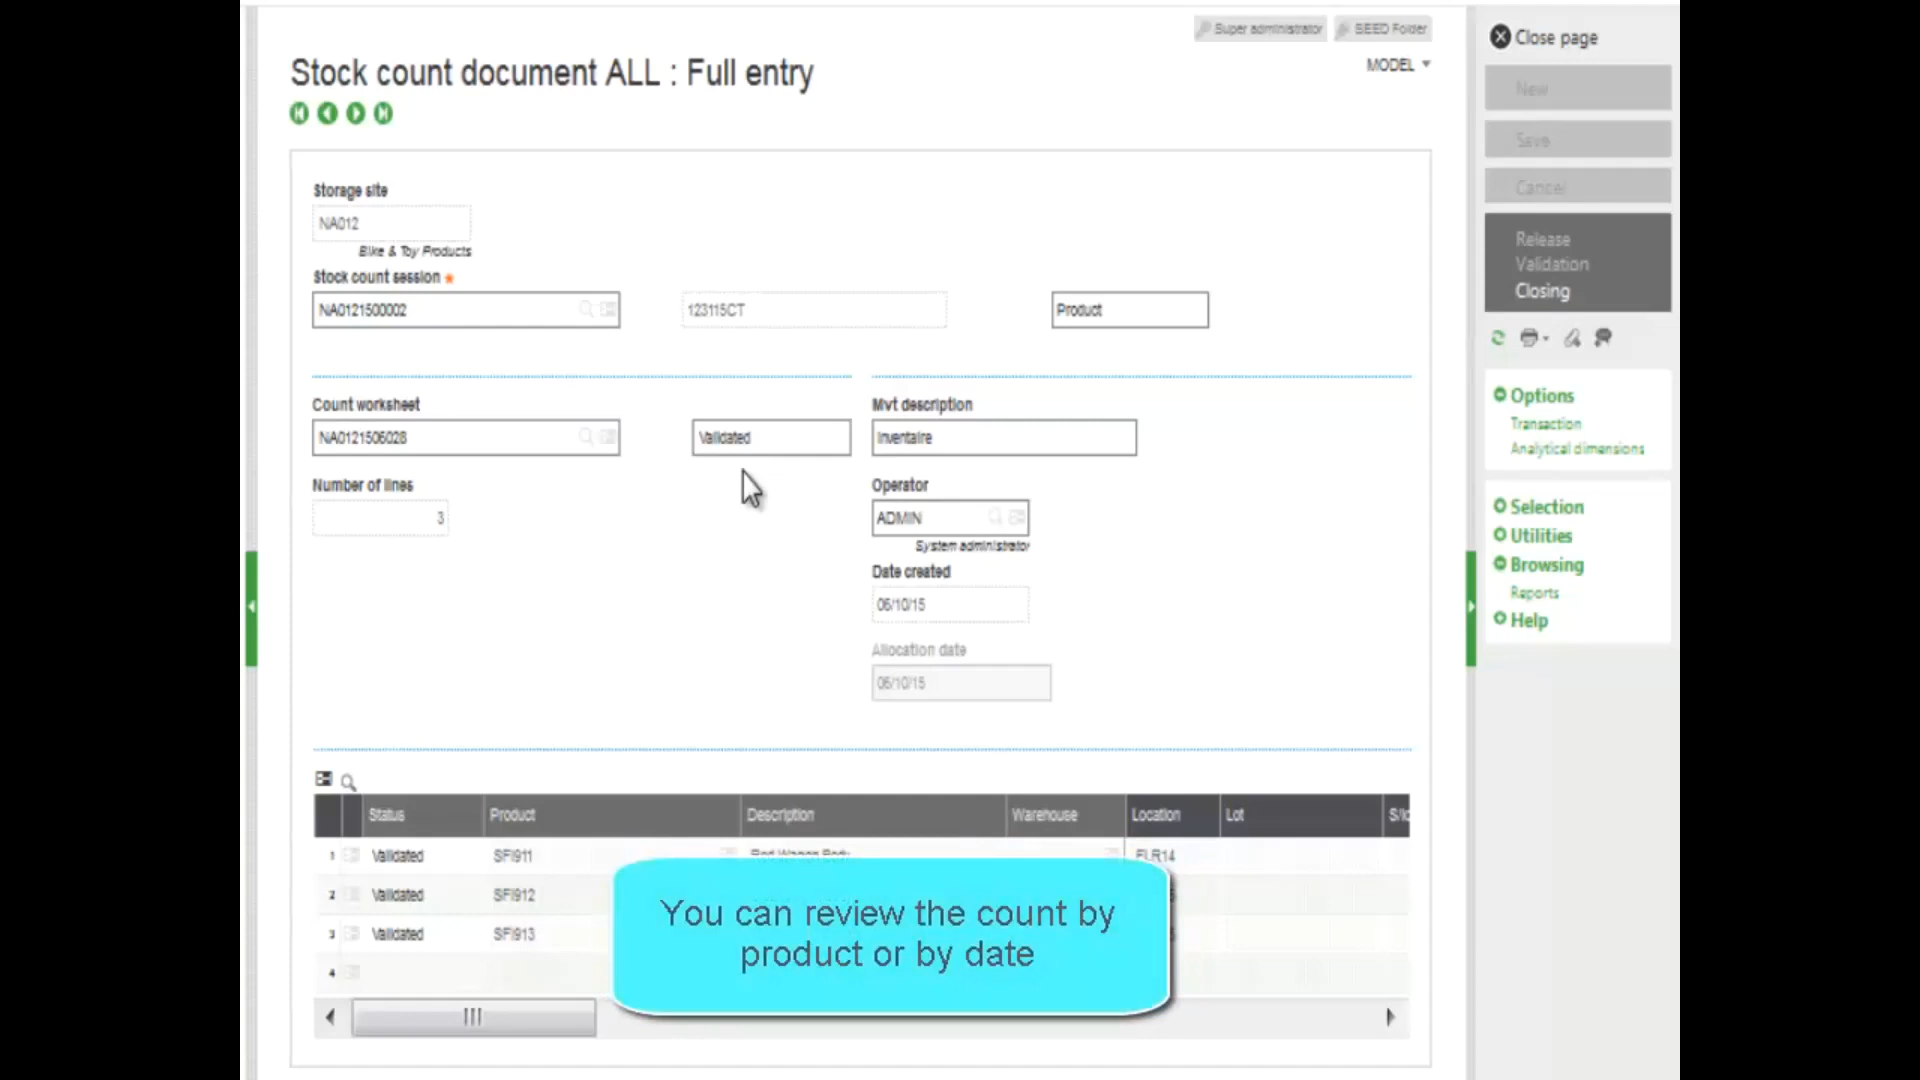 Super administrator SEED Folder
Stock count document ALL : Full entry
MODEL
Storage site
NA012
Bike & Toy Products
Stock count session *
NA0121500002
123115CT
Product
Count worksheet
NA0121506028
Validated
Mvt description
Inventaire
Number of lines
3
Operator
ADMIN
System administrator
Date created
06/10/15
Allocation date
06/10/15
Status Product Description Warehouse Location Lot
1 Validated SFI911 Red Wagon Body FLR14
2 Validated SFI912
3 Validated SFI913
4
You can review the count by
product or by date
Close page
New
Save
Cancel
Release
Validation
Closing
Options
Transaction
Analytical dimensions
Selection
Utilities
Browsing
Reports
Help